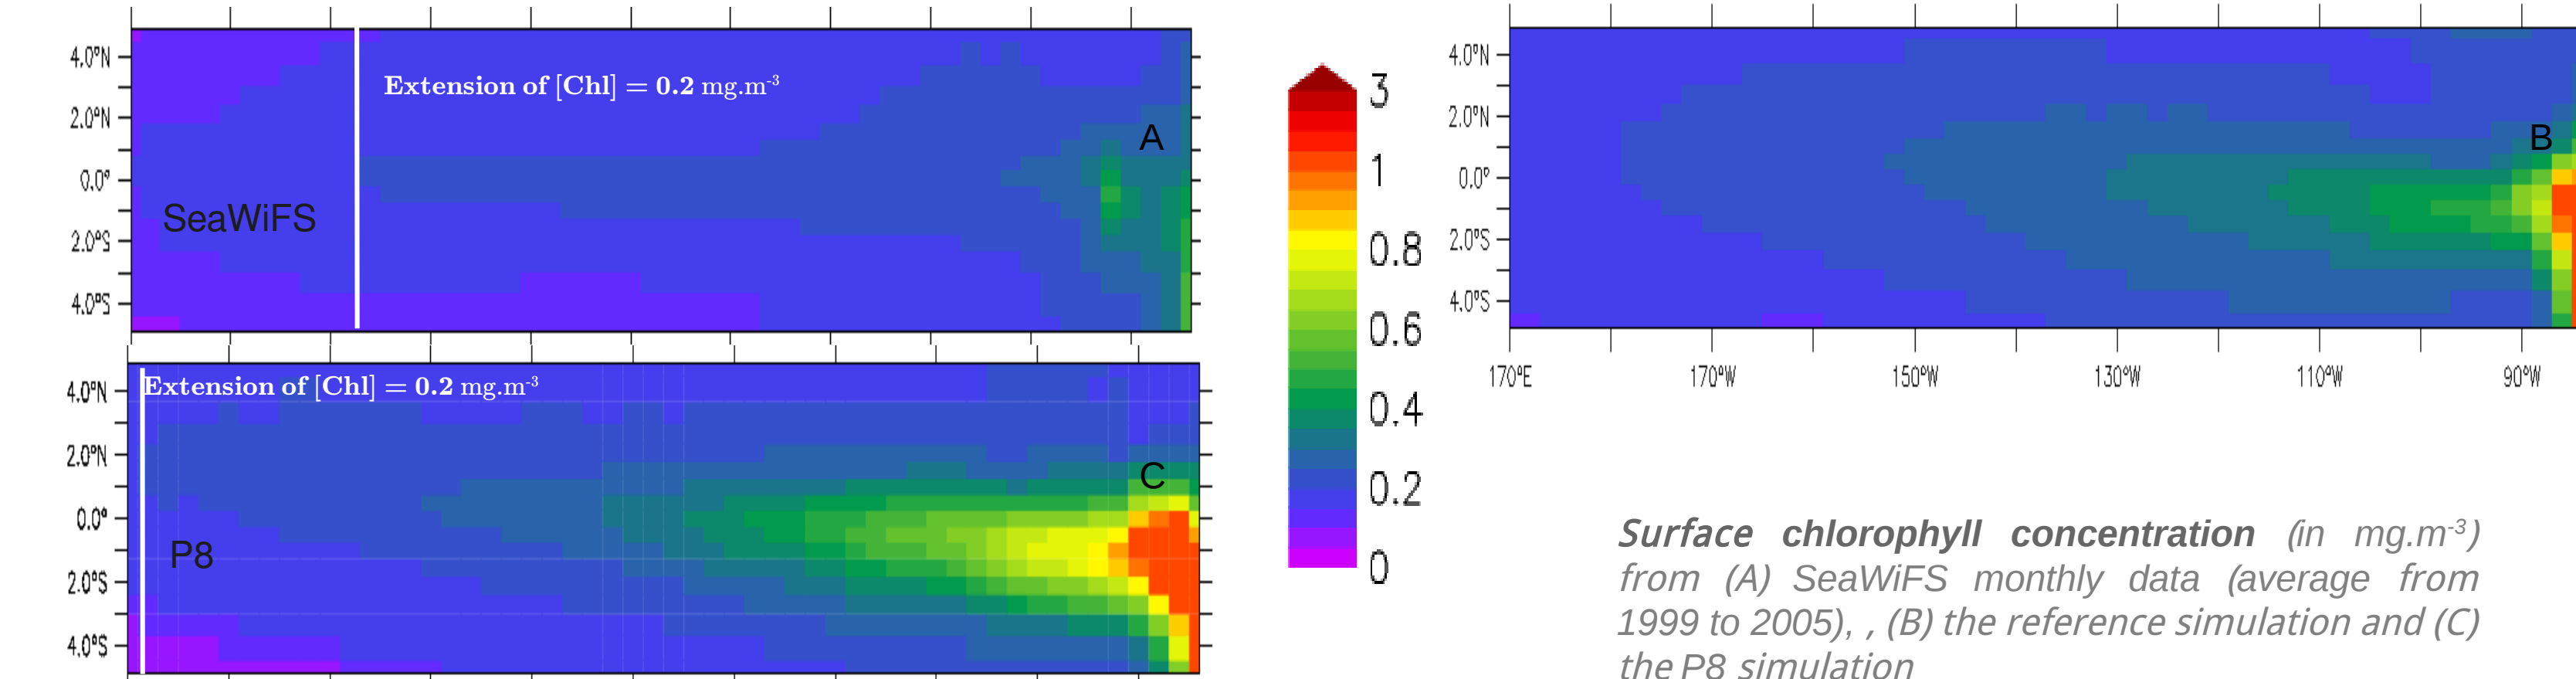 4.0°N
2.0°N
0.0°
2.0°S
4.0°S
Extension of [Chl] = 0.2 mg.m-3
SeaWiFS
A
3
1
0.8
0.6
0.4
0.2
0
4.0°N
2.0°N
0.0°
2.0°S
4.0°S
B
170°E 170°W 150°W 130°W 110°W 90°W
4.0°N
2.0°N
0.0°
2.0°S
4.0°S
Extension of [Chl] = 0.2 mg.m-3
C
P8
Surface chlorophyll concentration (in mg.m-3)
from (A) SeaWiFS monthly data (average from
1999 to 2005), , (B) the reference simulation and (C)
the P8 simulation